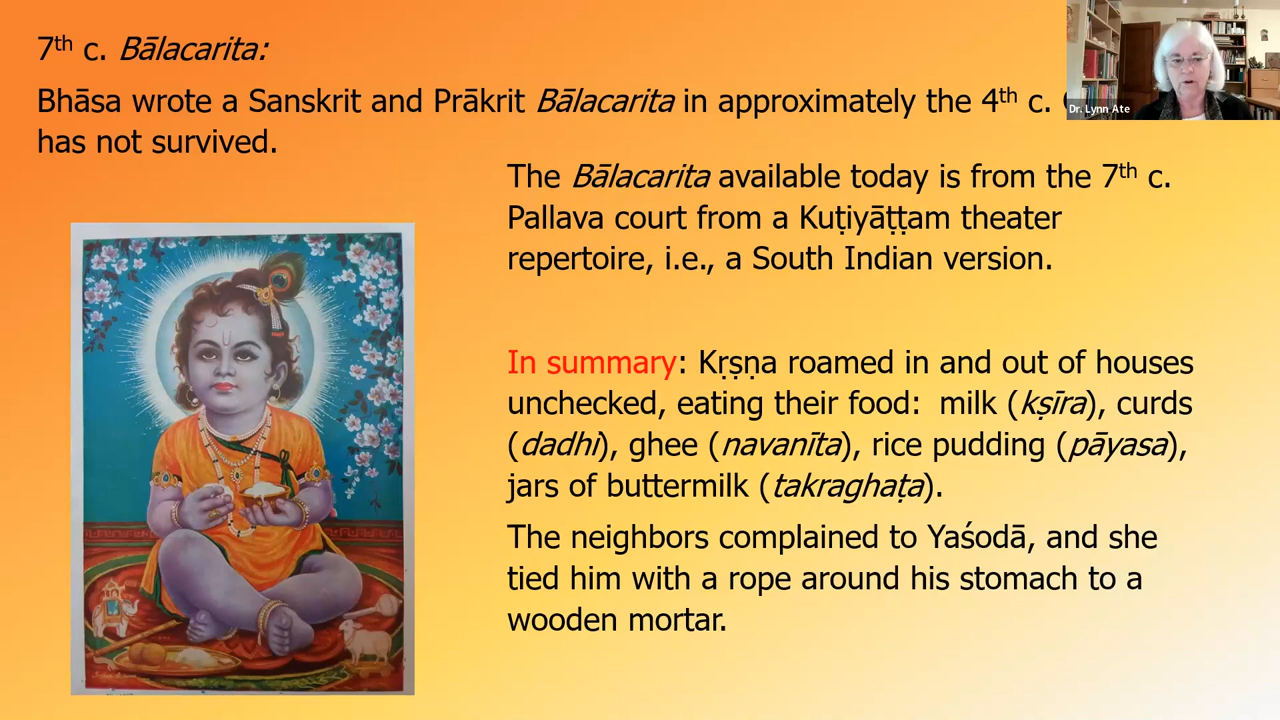 7th c. Bālacarita:
Bhāsa wrote a Sanskrit and Prākrit Bālacarita in approximately the 4th c.
has not survived.
Dr. Lynn Ate
The Bālacarita available today is from the 7th c.
Pallava court from a Kuṭiyāṭṭam theater
repertoire, i.e., a South Indian version.
In summary: Kṛṣṇa roamed in and out of houses
unchecked, eating their food: milk (kṣīra), curds
(dadhi), ghee (navanīta), rice pudding (pāyasa),
jars of buttermilk (takraghaṭa).
The neighbors complained to Yaśodā, and she
tied him with a rope around his stomach to a
wooden mortar.